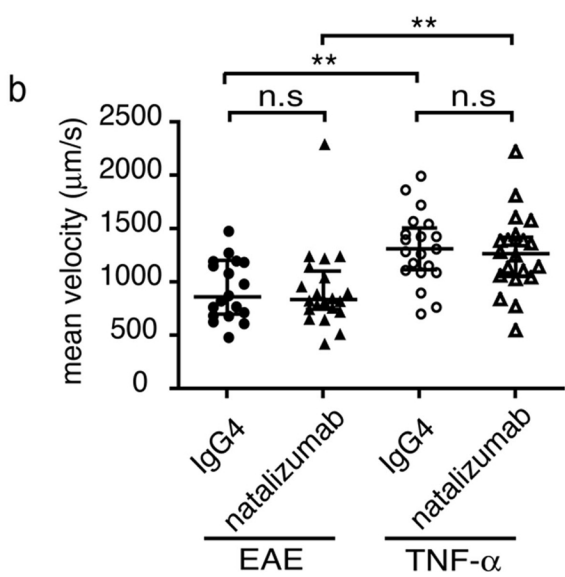 **
**
b
n.s
n.s
mean velocity (μm/s)
2500
2000
1500
1000
500
0
IgG4
natalizumab
IgG4
natalizumab
EAE
TNF-α